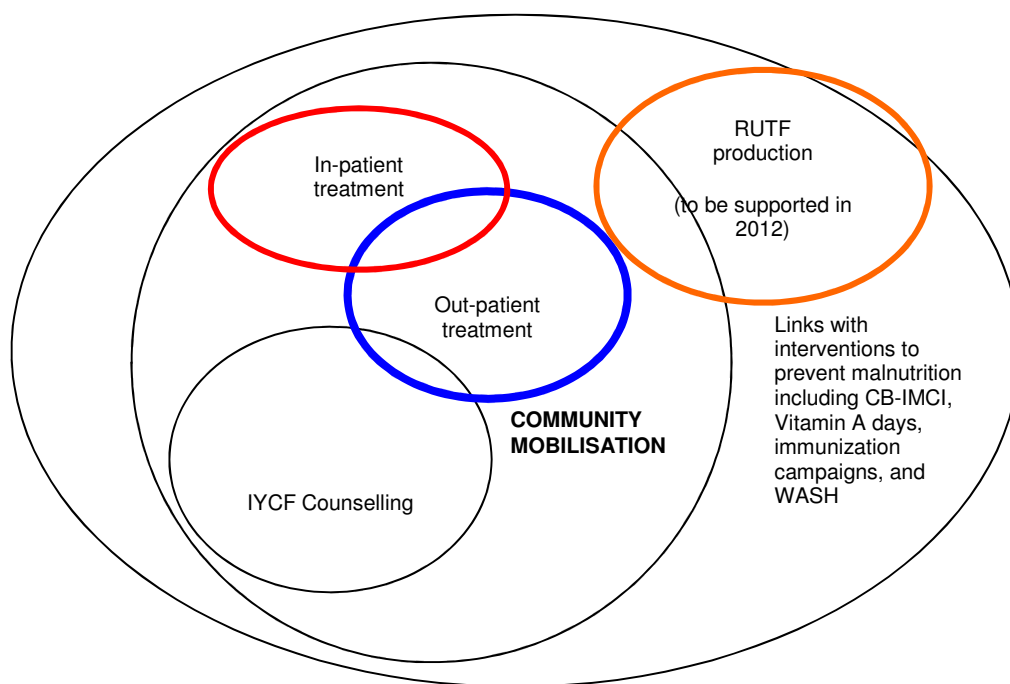 RUTF
production
(to be supported in
2012)
In-patient
treatment
Out-patient
treatment
COMMUNITY
MOBILISATION
IYCF Counselling
Links with
interventions to
prevent malnutrition
including CB-IMCI,
Vitamin A days,
immunization
campaigns, and
WASH